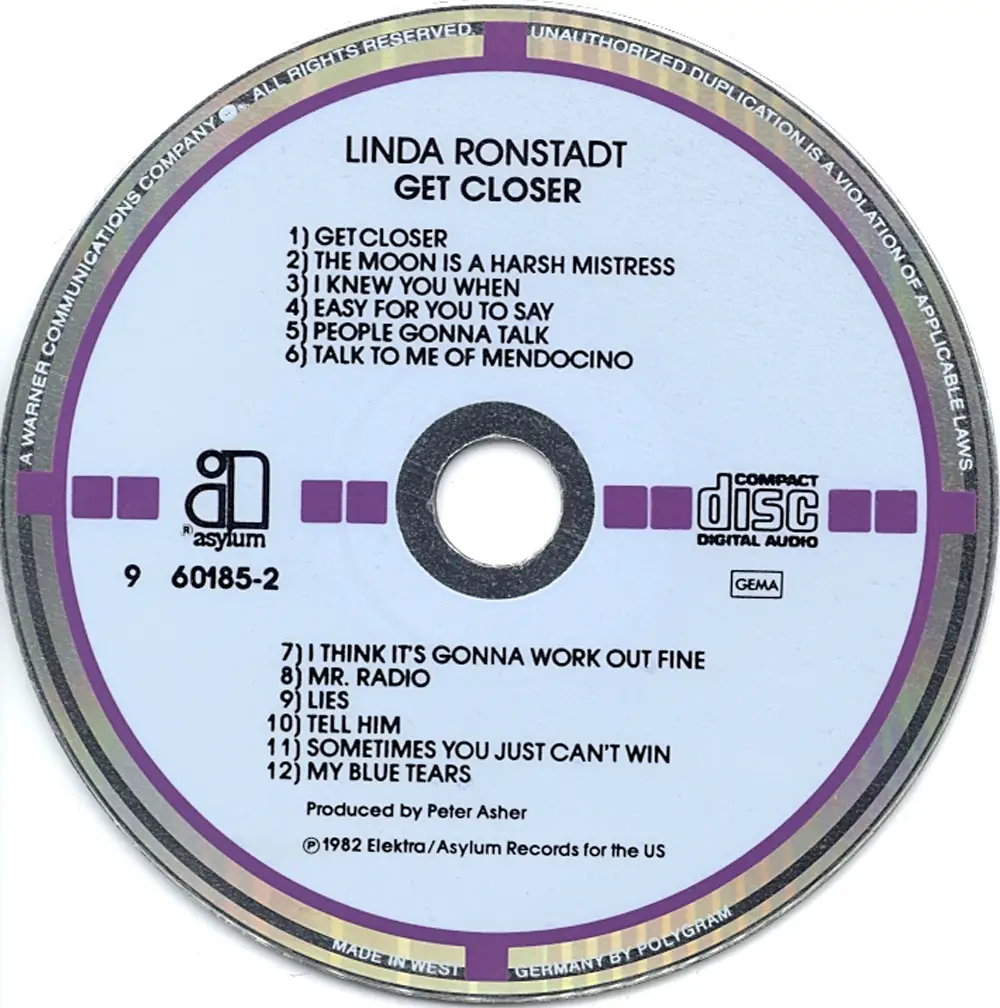 A WARNER COMMUNICATIONS COMPANY ALL RIGHTS RESERVED.
UNAUTHORIZED DUPLICATION IS A VIOLATION OF APPLICABLE LAWS.
LINDA RONSTADT
GET CLOSER
1) GET CLOSER
2) THE MOON IS A HARSH MISTRESS
3) I KNEW YOU WHEN
4) EASY FOR YOU TO SAY
5) PEOPLE GONNA TALK
6) TALK TO ME OF MENDOCINO
® asylum
COMPACT
disc
DIGITAL AUDIO
9 60185-2
GEMA
7) I THINK IT'S GONNA WORK OUT FINE
8) MR. RADIO
9) LIES
10) TELL HIM
11) SOMETIMES YOU JUST CAN'T WIN
12) MY BLUE TEARS
Produced by Peter Asher
℗1982 Elektra/Asylum Records for the US
MADE IN WEST GERMANY BY POLYGRAM